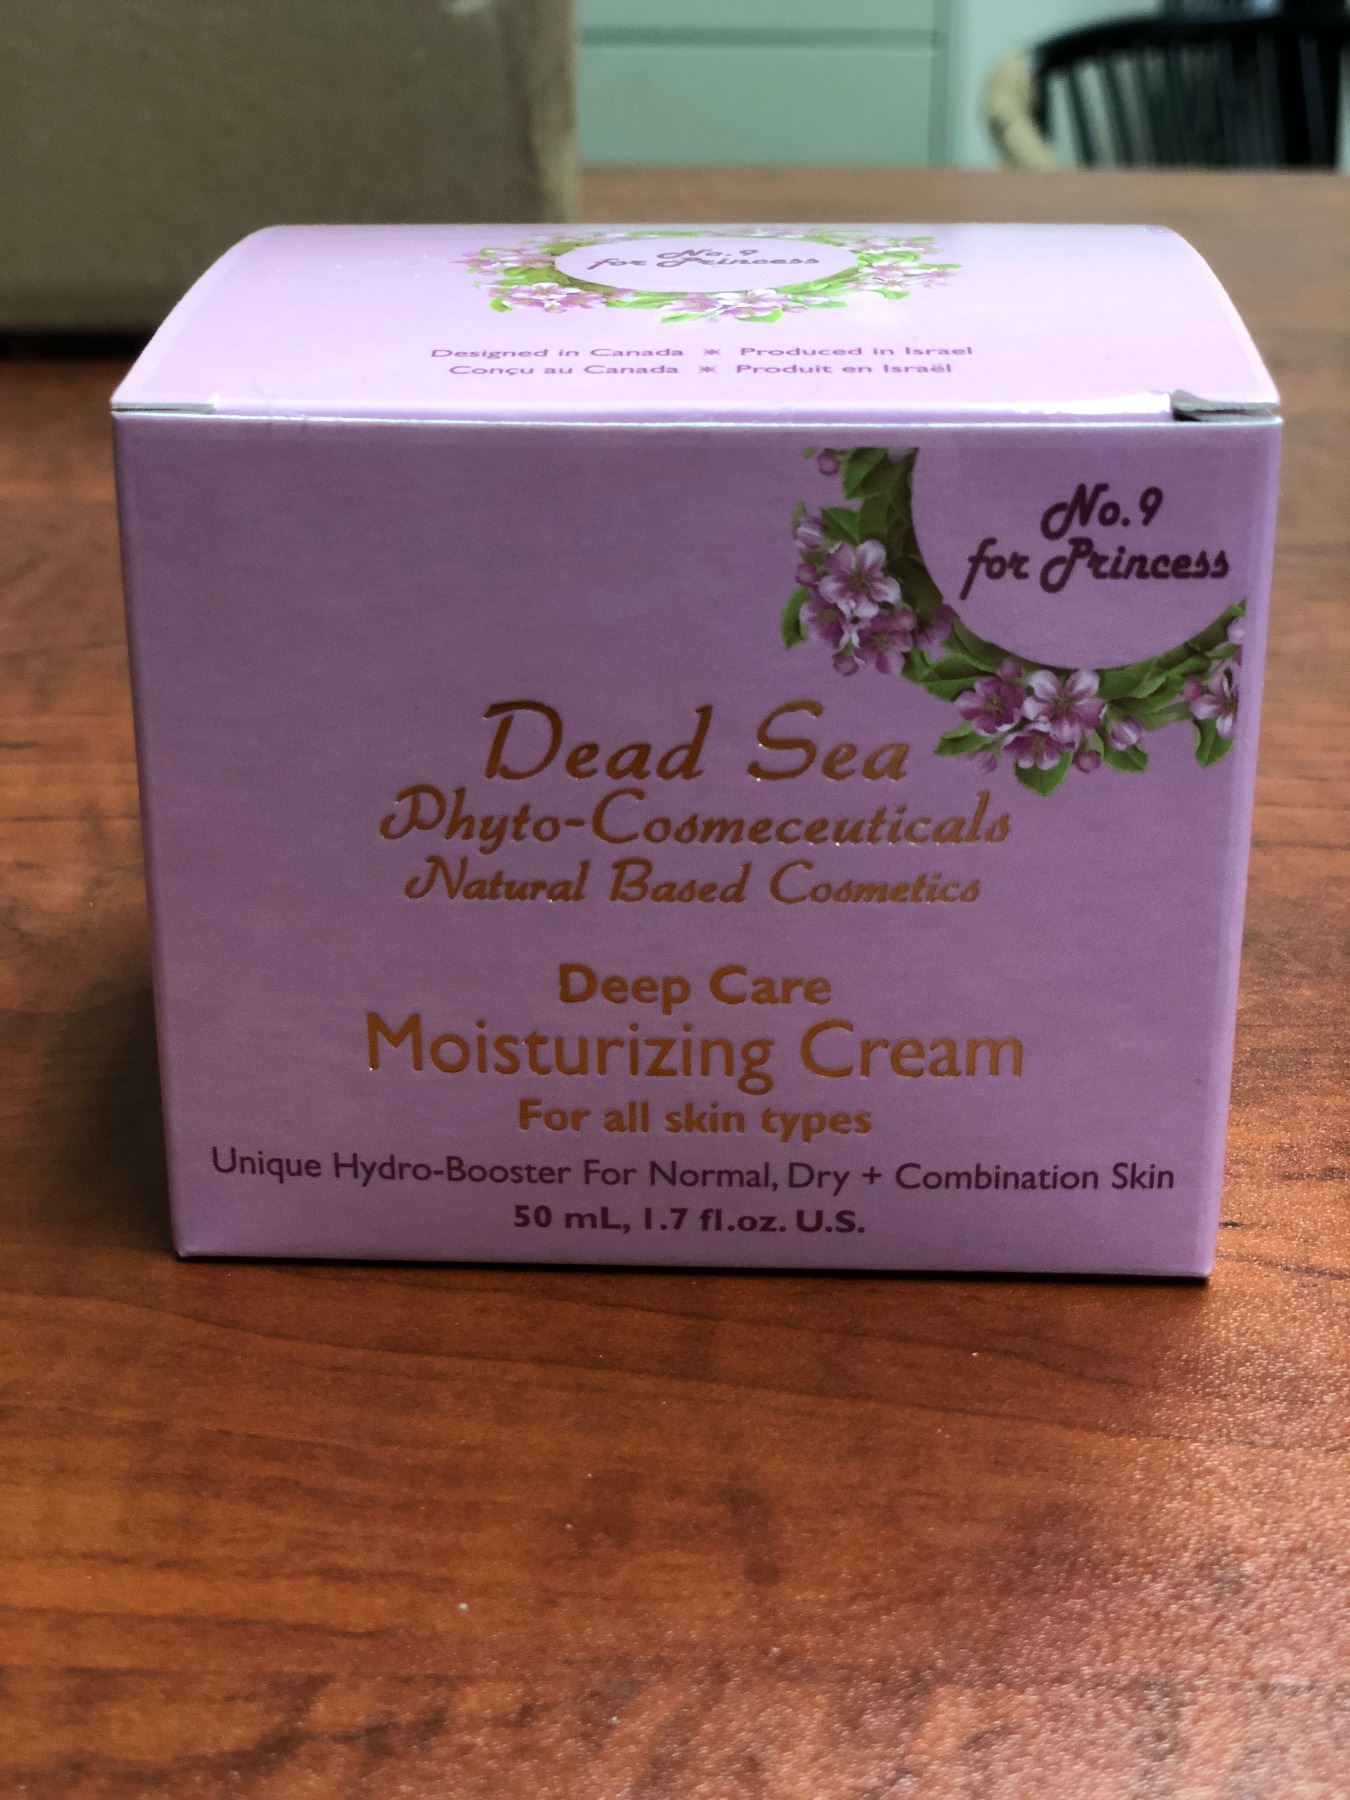 No. 9
for Princess
Designed in Canada ⁎ Produced in Israel
Conçu au Canada ⁎ Produit en Israël
No. 9
for Princess
Dead Sea
Phyto-Cosmeceuticals
Natural Based Cosmetics
Deep Care
Moisturizing Cream
For all skin types
Unique Hydro-Booster For Normal, Dry + Combination Skin
50 mL, 1.7 fl.oz. U.S.